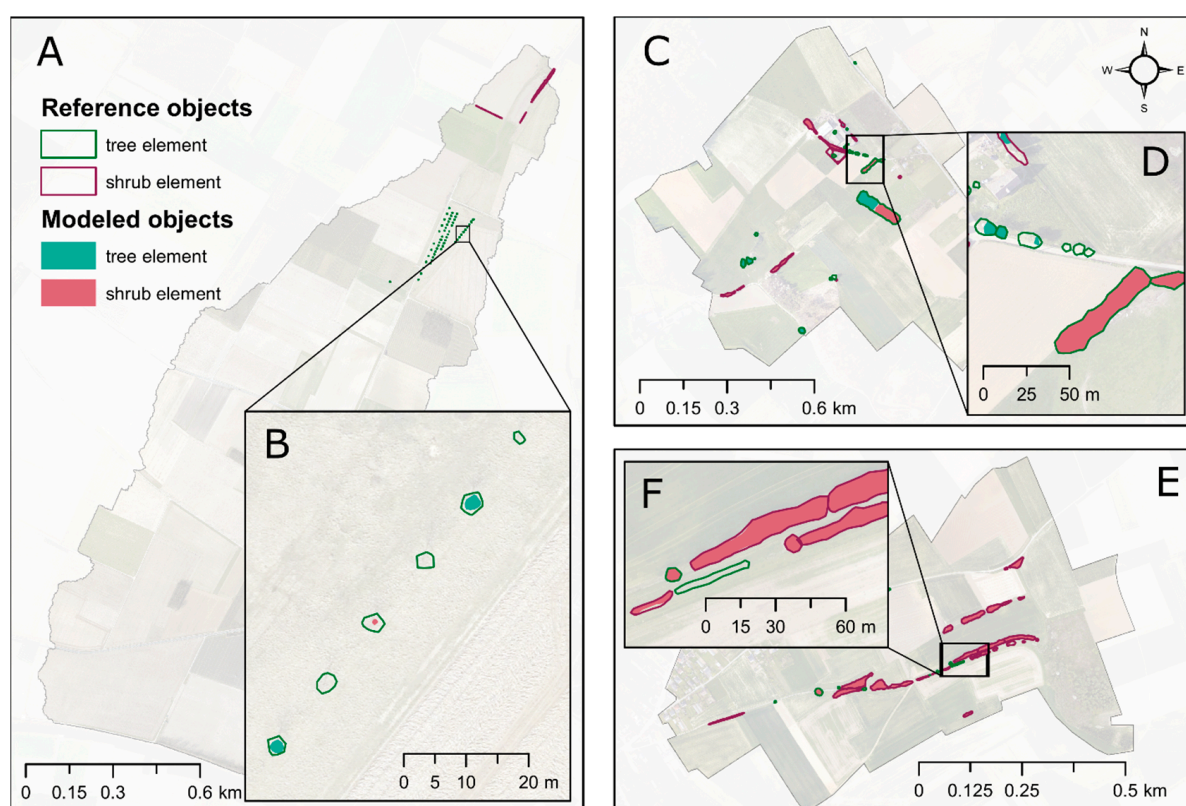 A
Reference objects
tree element
shrub element
Modeled objects
tree element
shrub element
0 0.15 0.3 0.6 km
B
0 5 10 20 m
C
N
W E
S
D
0 0.15 0.3 0.6 km
0 25 50 m
E
F
0 15 30 60 m
0 0.125 0.25 0.5 km